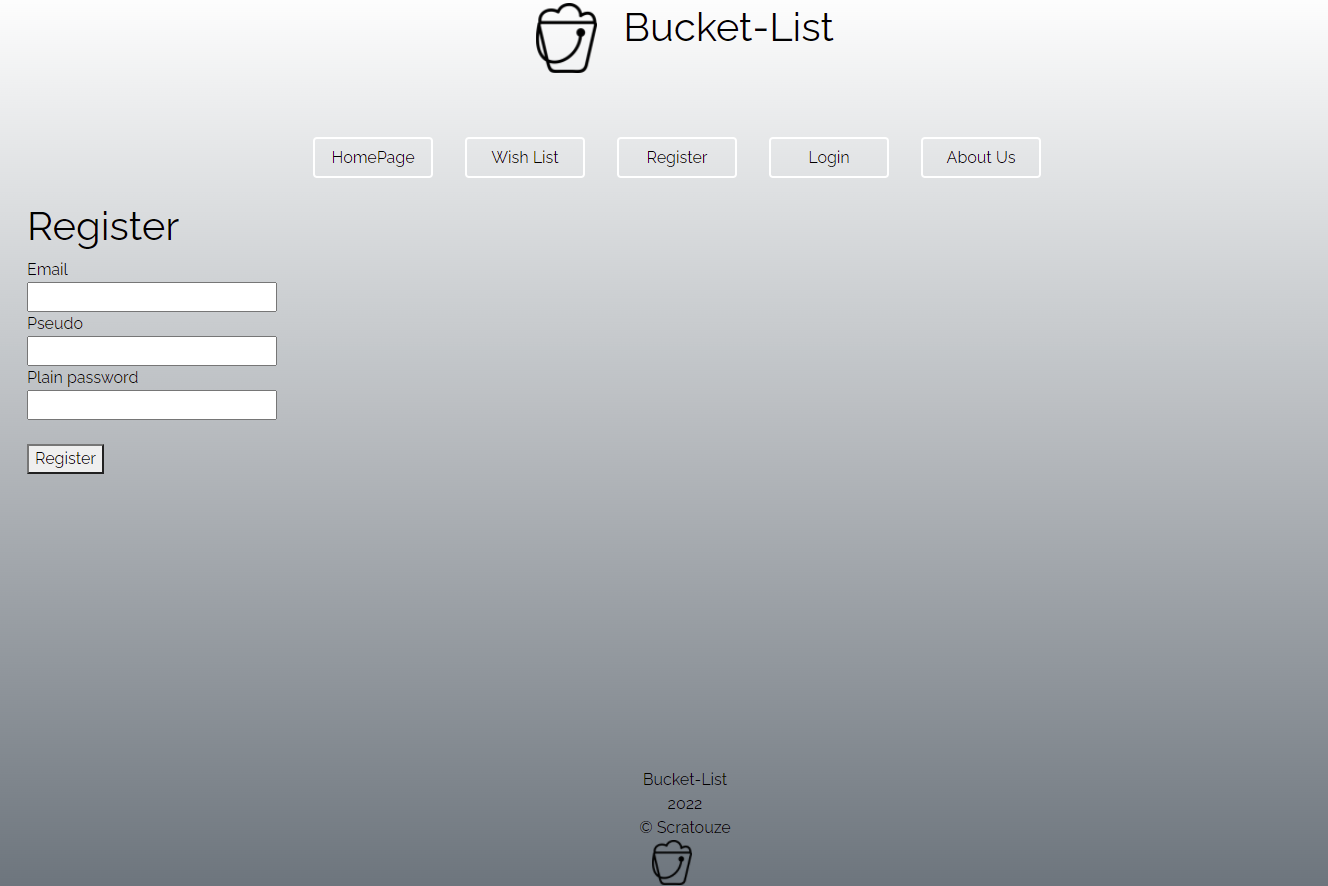 Bucket-List
HomePage Wish List Register Login About Us
Register
Email
Pseudo
Plain password
Register
Bucket-List
2022
© Scratouze